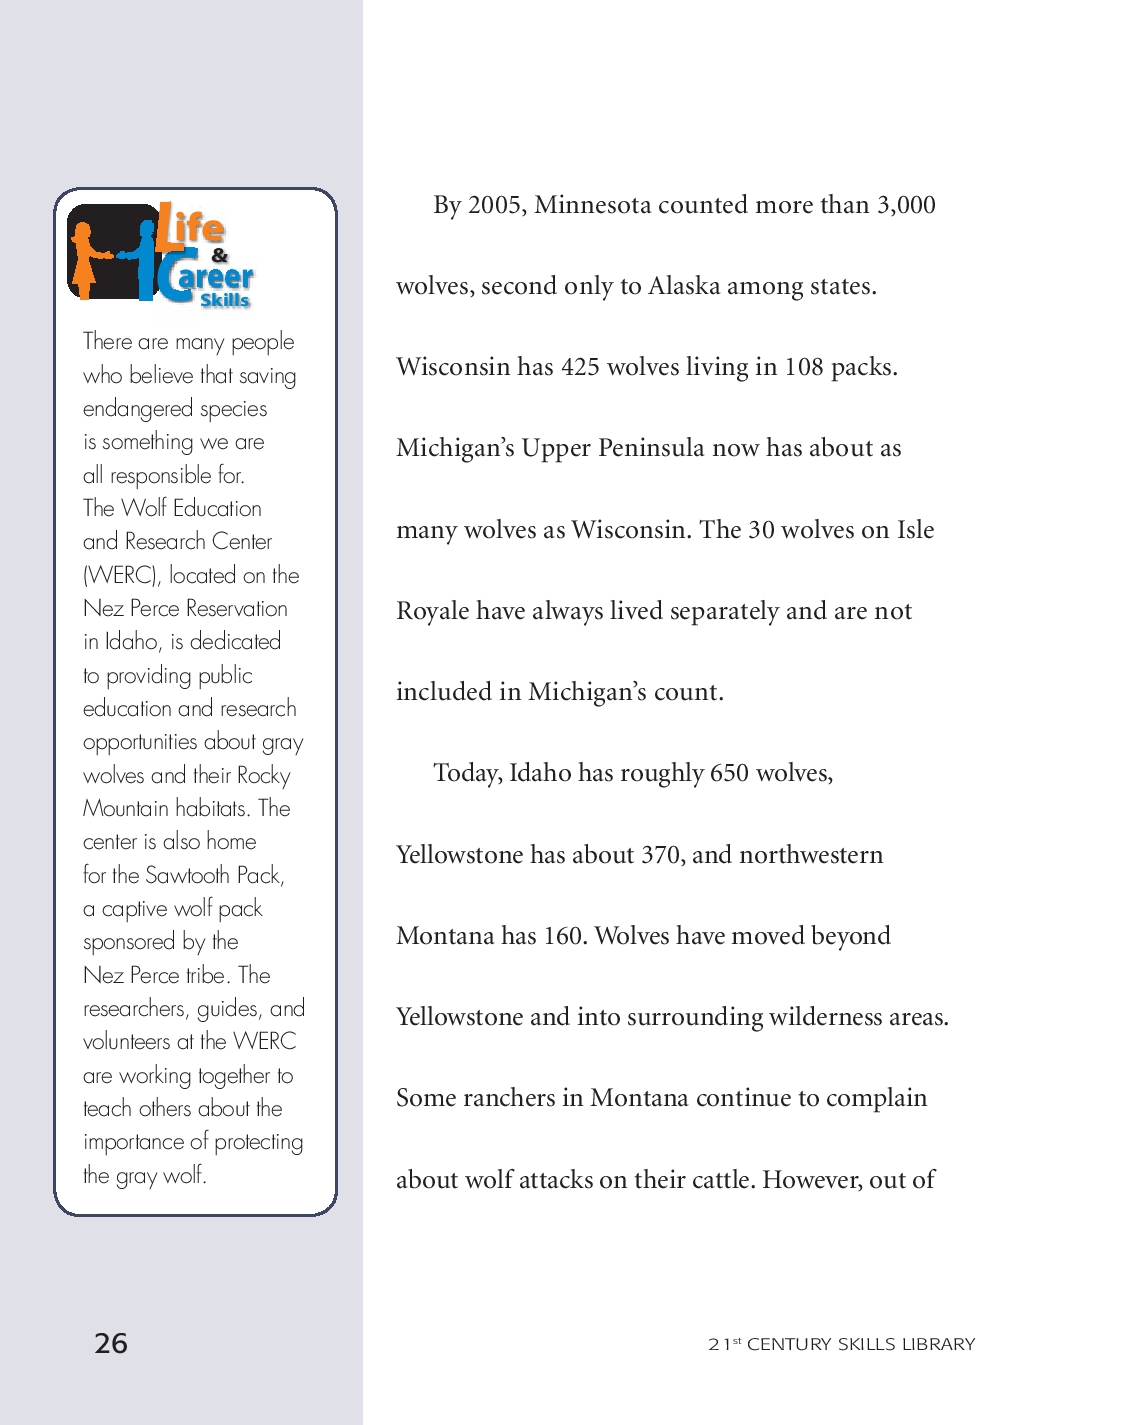 Life
&
Career
Skills
There are many people
who believe that saving
endangered species
is something we are
all responsible for.
The Wolf Education
and Research Center
(WERC), located on the
Nez Perce Reservation
in Idaho, is dedicated
to providing public
education and research
opportunities about gray
wolves and their Rocky
Mountain habitats. The
center is also home
for the Sawtooth Pack,
a captive wolf pack
sponsored by the
Nez Perce tribe. The
researchers, guides, and
volunteers at the WERC
are working together to
teach others about the
importance of protecting
the gray wolf.
By 2005, Minnesota counted more than 3,000
wolves, second only to Alaska among states.
Wisconsin has 425 wolves living in 108 packs.
Michigan’s Upper Peninsula now has about as
many wolves as Wisconsin. The 30 wolves on Isle
Royale have always lived separately and are not
included in Michigan’s count.
Today, Idaho has roughly 650 wolves,
Yellowstone has about 370, and northwestern
Montana has 160. Wolves have moved beyond
Yellowstone and into surrounding wilderness areas.
Some ranchers in Montana continue to complain
about wolf attacks on their cattle. However, out of
26
21st CENTURY SKILLS LIBRARY